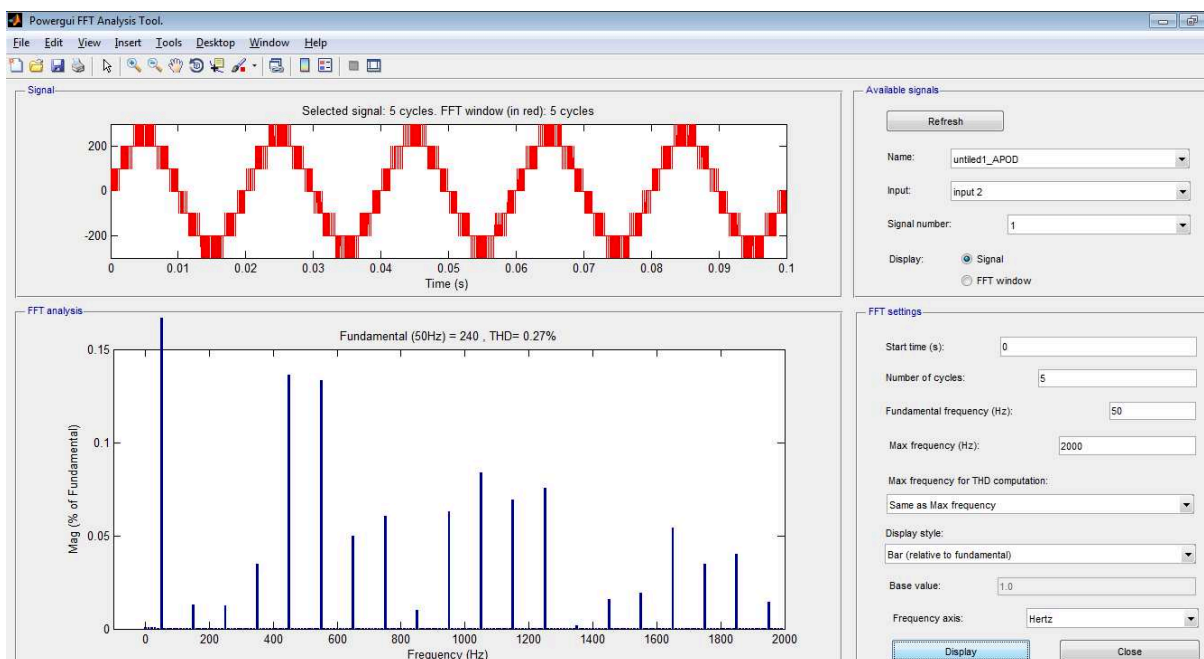 Powergui FFT Analysis Tool.
File Edit View Insert Tools Desktop Window Help
Signal
Selected signal: 5 cycles. FFT window (in red): 5 cycles
200
0
-200
0 0.01 0.02 0.03 0.04 0.05 0.06 0.07 0.08 0.09 0.1
Time (s)
FFT analysis
Fundamental (50Hz) = 240 , THD= 0.27%
0.15
0.1
0.05
0
Mag (% of Fundamental)
0 200 400 600 800 1000 1200 1400 1600 1800 2000
Frequency (Hz)
Available signals
Refresh
Name: untiled1_APOD
Input: input 2
Signal number: 1
Display: Signal
FFT window
FFT settings
Start time (s): 0
Number of cycles: 5
Fundamental frequency (Hz): 50
Max frequency (Hz): 2000
Max frequency for THD computation:
Same as Max frequency
Display style:
Bar (relative to fundamental)
Base value: 1.0
Frequency axis: Hertz
Display Close